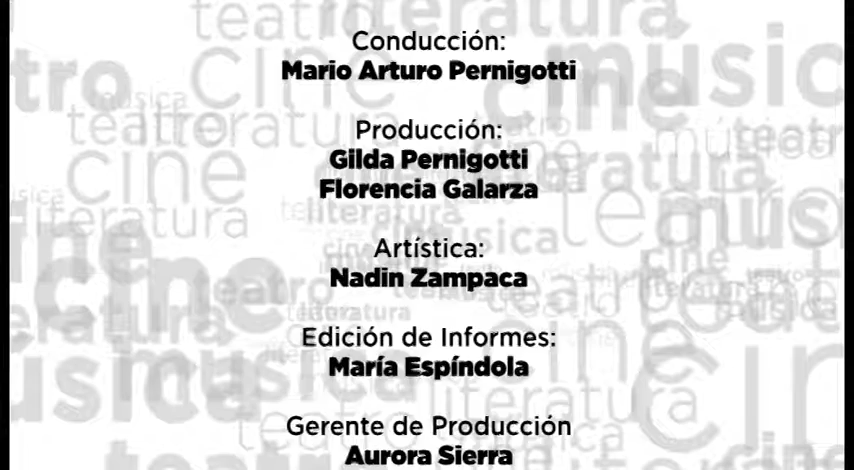 Conducción:
Mario Arturo Pernigotti
Producción:
Gilda Pernigotti
Florencia Galarza
Artística:
Nadin Zampaca
Edición de Informes:
María Espíndola
Gerente de Producción
Aurora Sierra